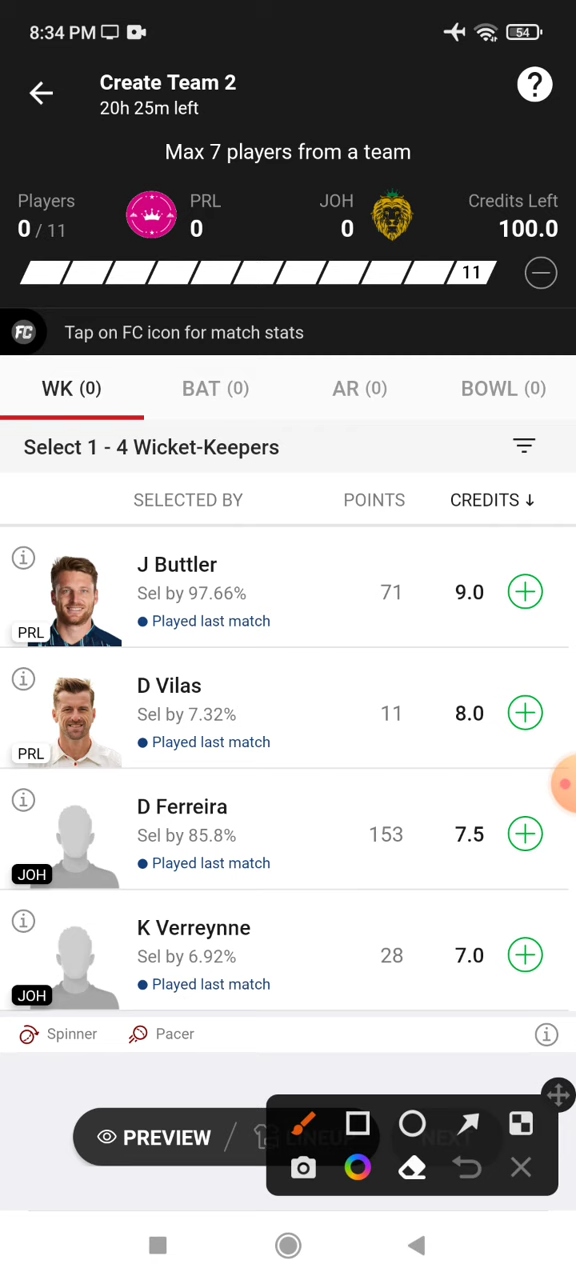 8:34 PM
54
Create Team 2
20h 25m left
?
Max 7 players from a team
Players
0 / 11
PRL
0
JOH
0
Credits Left
100.0
11
FC
Tap on FC icon for match stats
WK (0)
BAT (0)
AR (0)
BOWL (0)
Select 1 - 4 Wicket-Keepers
SELECTED BY
POINTS
CREDITS ↓
J Buttler
Sel by 97.66%
Played last match
PRL
71
9.0
D Vilas
Sel by 7.32%
Played last match
PRL
11
8.0
D Ferreira
Sel by 85.8%
Played last match
JOH
153
7.5
K Verreynne
Sel by 6.92%
Played last match
JOH
28
7.0
Spinner
Pacer
PREVIEW / LINEUP
NEXT